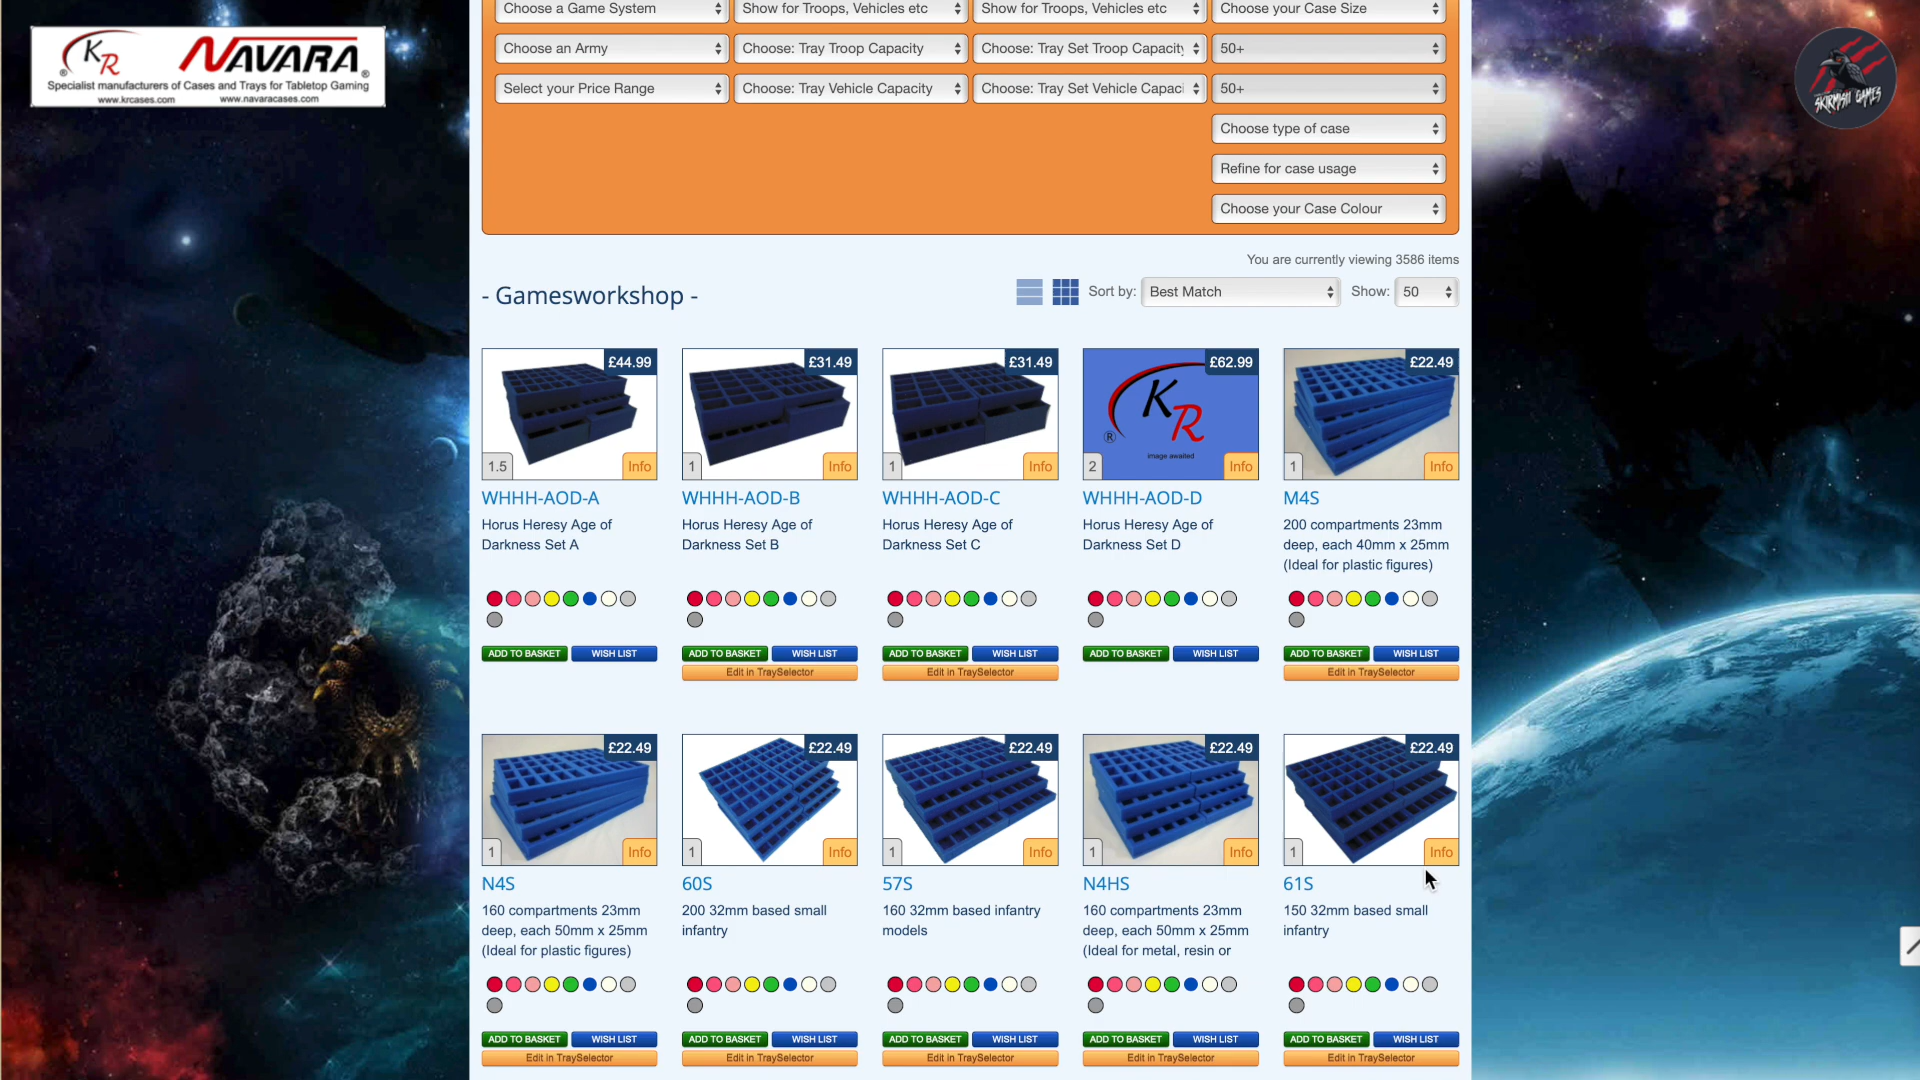 KR NAVARA
Specialist manufacturers of Cases and Trays for Tabletop Gaming
www.krcases.com www.navaracases.com
SKIRMISH GAMES
Choose a Game System Show for Troops, Vehicles etc Show for Troops, Vehicles etc Choose your Case Size
Choose an Army Choose: Tray Troop Capacity Choose: Tray Set Troop Capacity 50+
Select your Price Range Choose: Tray Vehicle Capacity Choose: Tray Set Vehicle Capaci 50+
Choose type of case
Refine for case usage
Choose your Case Colour
You are currently viewing 3586 items
- Gamesworkshop - Sort by: Best Match Show: 50
£44.99 £31.49 £31.49 £62.99 £22.49
KR
image awaited
1.5 Info 1 Info 1 Info 2 Info 1 Info
WHHH-AOD-A WHHH-AOD-B WHHH-AOD-C WHHH-AOD-D M4S
Horus Heresy Age of Horus Heresy Age of Horus Heresy Age of Horus Heresy Age of 200 compartments 23mm
Darkness Set A Darkness Set B Darkness Set C Darkness Set D deep, each 40mm x 25mm
(Ideal for plastic figures)
ADD TO BASKET WISH LIST ADD TO BASKET WISH LIST ADD TO BASKET WISH LIST ADD TO BASKET WISH LIST ADD TO BASKET WISH LIST
Edit in TraySelector Edit in TraySelector Edit in TraySelector
£22.49 £22.49 £22.49 £22.49 £22.49
1 Info 1 Info 1 Info 1 Info 1 Info
N4S 60S 57S N4HS 61S
160 compartments 23mm 200 32mm based small 160 32mm based infantry 160 compartments 23mm 150 32mm based small
deep, each 50mm x 25mm infantry models deep, each 50mm x 25mm infantry
(Ideal for plastic figures) (Ideal for metal, resin or
ADD TO BASKET WISH LIST ADD TO BASKET WISH LIST ADD TO BASKET WISH LIST ADD TO BASKET WISH LIST ADD TO BASKET WISH LIST
Edit in TraySelector Edit in TraySelector Edit in TraySelector Edit in TraySelector Edit in TraySelector